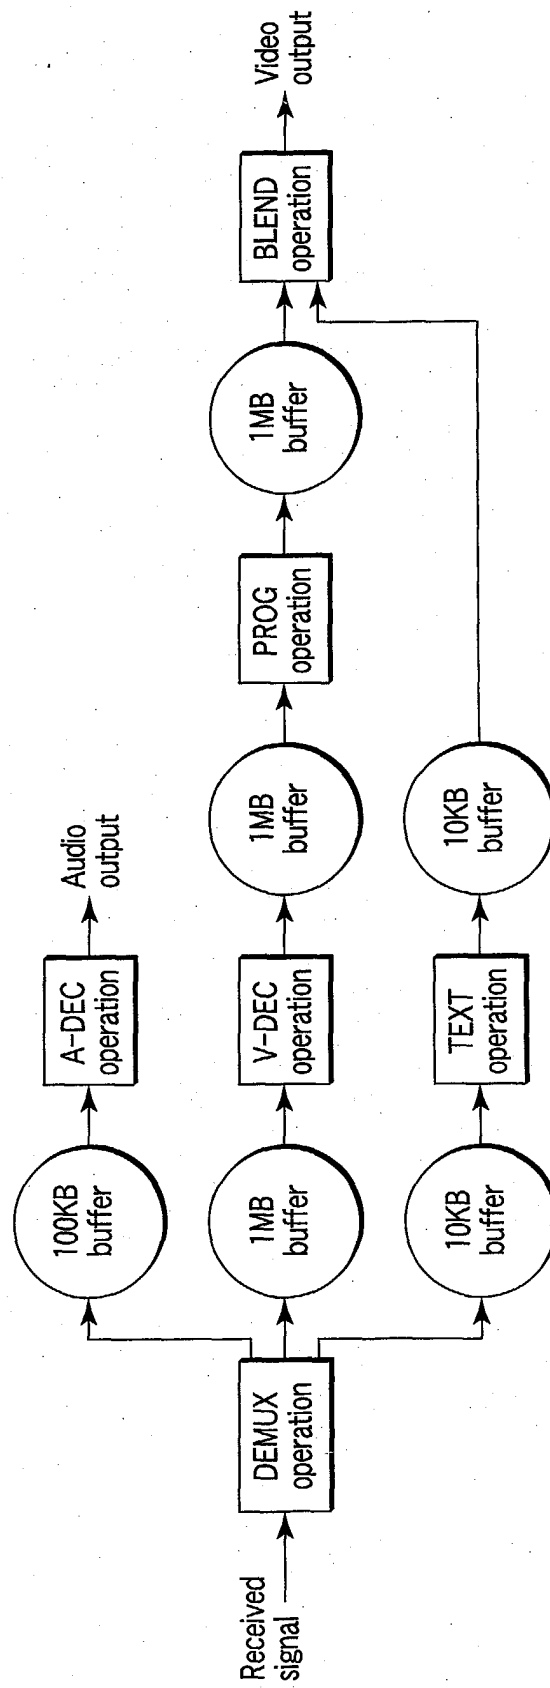 Received
signal
DEMUX
operation
100KB
buffer
A-DEC
operation
Audio
output
1MB
buffer
V-DEC
operation
1MB
buffer
PROG
operation
1MB
buffer
BLEND
operation
Video
output
10KB
buffer
TEXT
operation
10KB
buffer